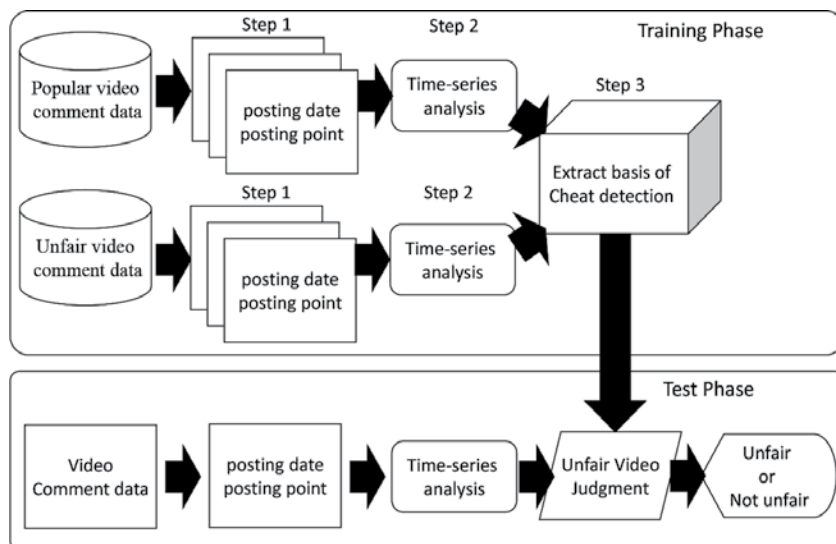 Training Phase
Step 1
Step 2
Step 3
Popular video
comment data
posting date
posting point
Time-series
analysis
Extract basis of
Cheat detection
Step 1
Step 2
Unfair video
comment data
posting date
posting point
Time-series
analysis
Test Phase
Video
Comment data
posting date
posting point
Time-series
analysis
Unfair Video
Judgment
Unfair
or
Not unfair